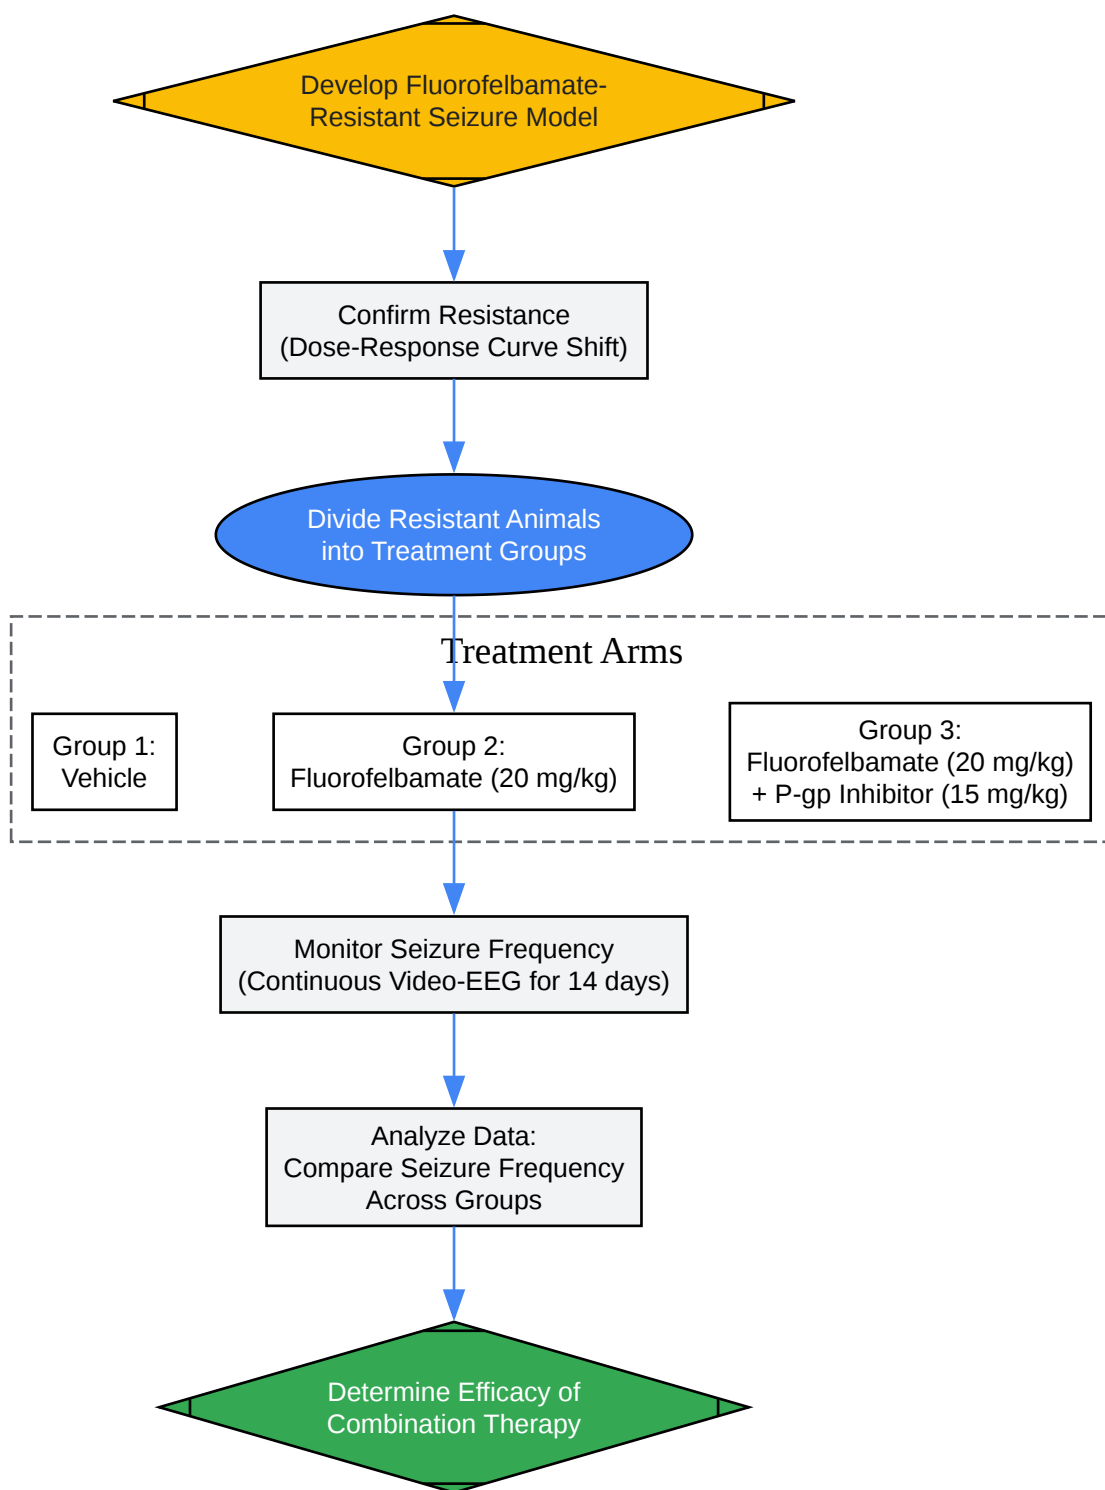 Develop Fluorofelbamate-
Resistant Seizure Model
Confirm Resistance
(Dose-Response Curve Shift)
Divide Resistant Animals
into Treatment Groups
Treatment Arms
Group 1:
Vehicle
Group 2:
Fluorofelbamate (20 mg/kg)
Group 3:
Fluorofelbamate (20 mg/kg)
+ P-gp Inhibitor (15 mg/kg)
Monitor Seizure Frequency
(Continuous Video-EEG for 14 days)
Analyze Data:
Compare Seizure Frequency
Across Groups
Determine Efficacy of
Combination Therapy